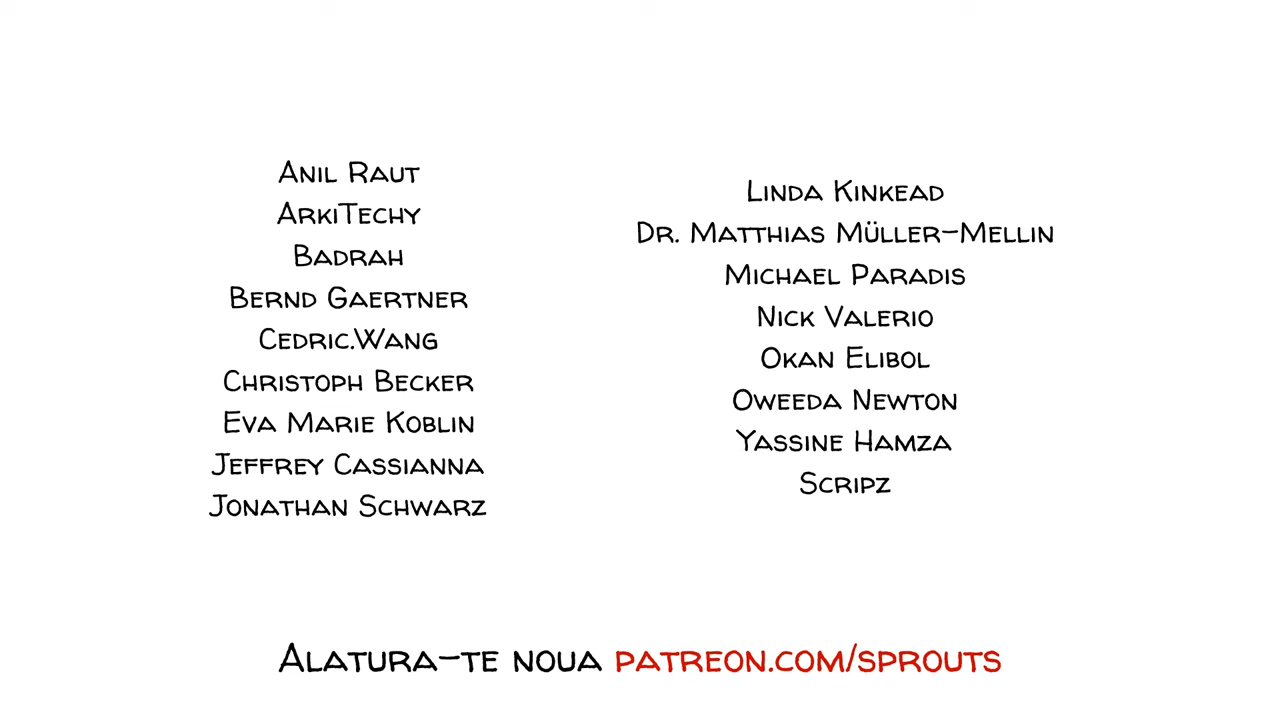 Anil Raut
ArkiTechy
Badrah
Bernd Gaertner
Cedric.Wang
Christoph Becker
Eva Marie Koblin
Jeffrey Cassianna
Jonathan Schwarz
Linda Kinkead
Dr. Matthias Müller-Mellin
Michael Paradis
Nick Valerio
Okan Elibol
Oweeda Newton
Yassine Hamza
Scripz
Alatura-te noua patreon.com/sprouts